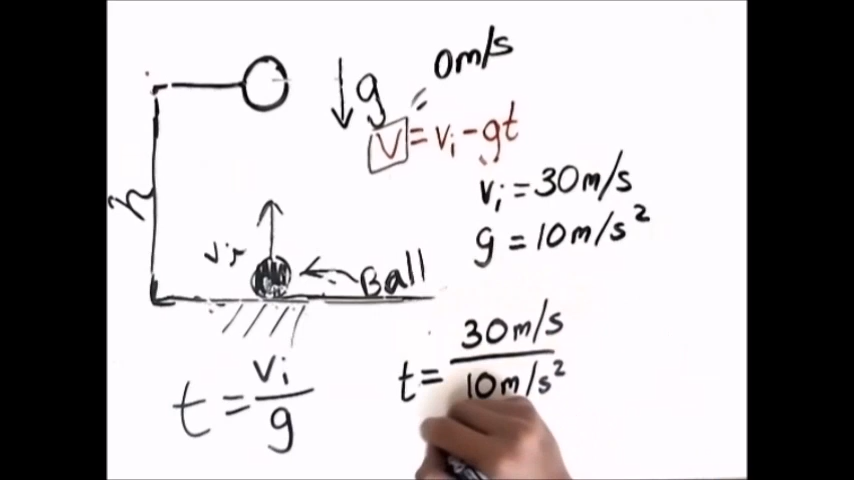 0m/s
g
V = vᵢ - gt
vᵢ = 30m/s
g = 10m/s²
h
vᵢ
Ball
t = vᵢ/g
t = 30m/s / 10m/s²